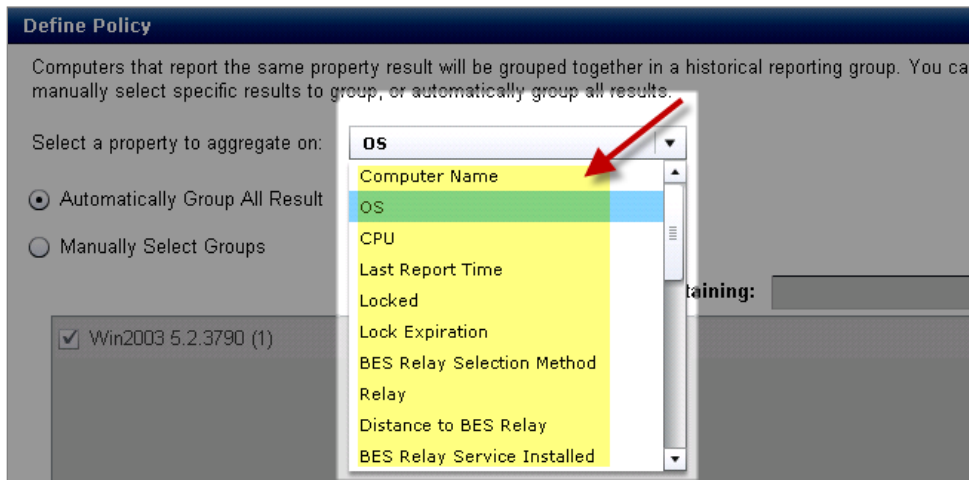 Define Policy
Computers that report the same property result will be grouped together in a historical reporting group. You ca
manually select specific results to group, or automatically group all results.
Select a property to aggregate on:
OS
Computer Name
Automatically Group All Result
OS
CPU
Manually Select Groups
Last Report Time
taining:
Locked
Lock Expiration
Win2003 5.2.3790 (1)
BES Relay Selection Method
Relay
Distance to BES Relay
BES Relay Service Installed